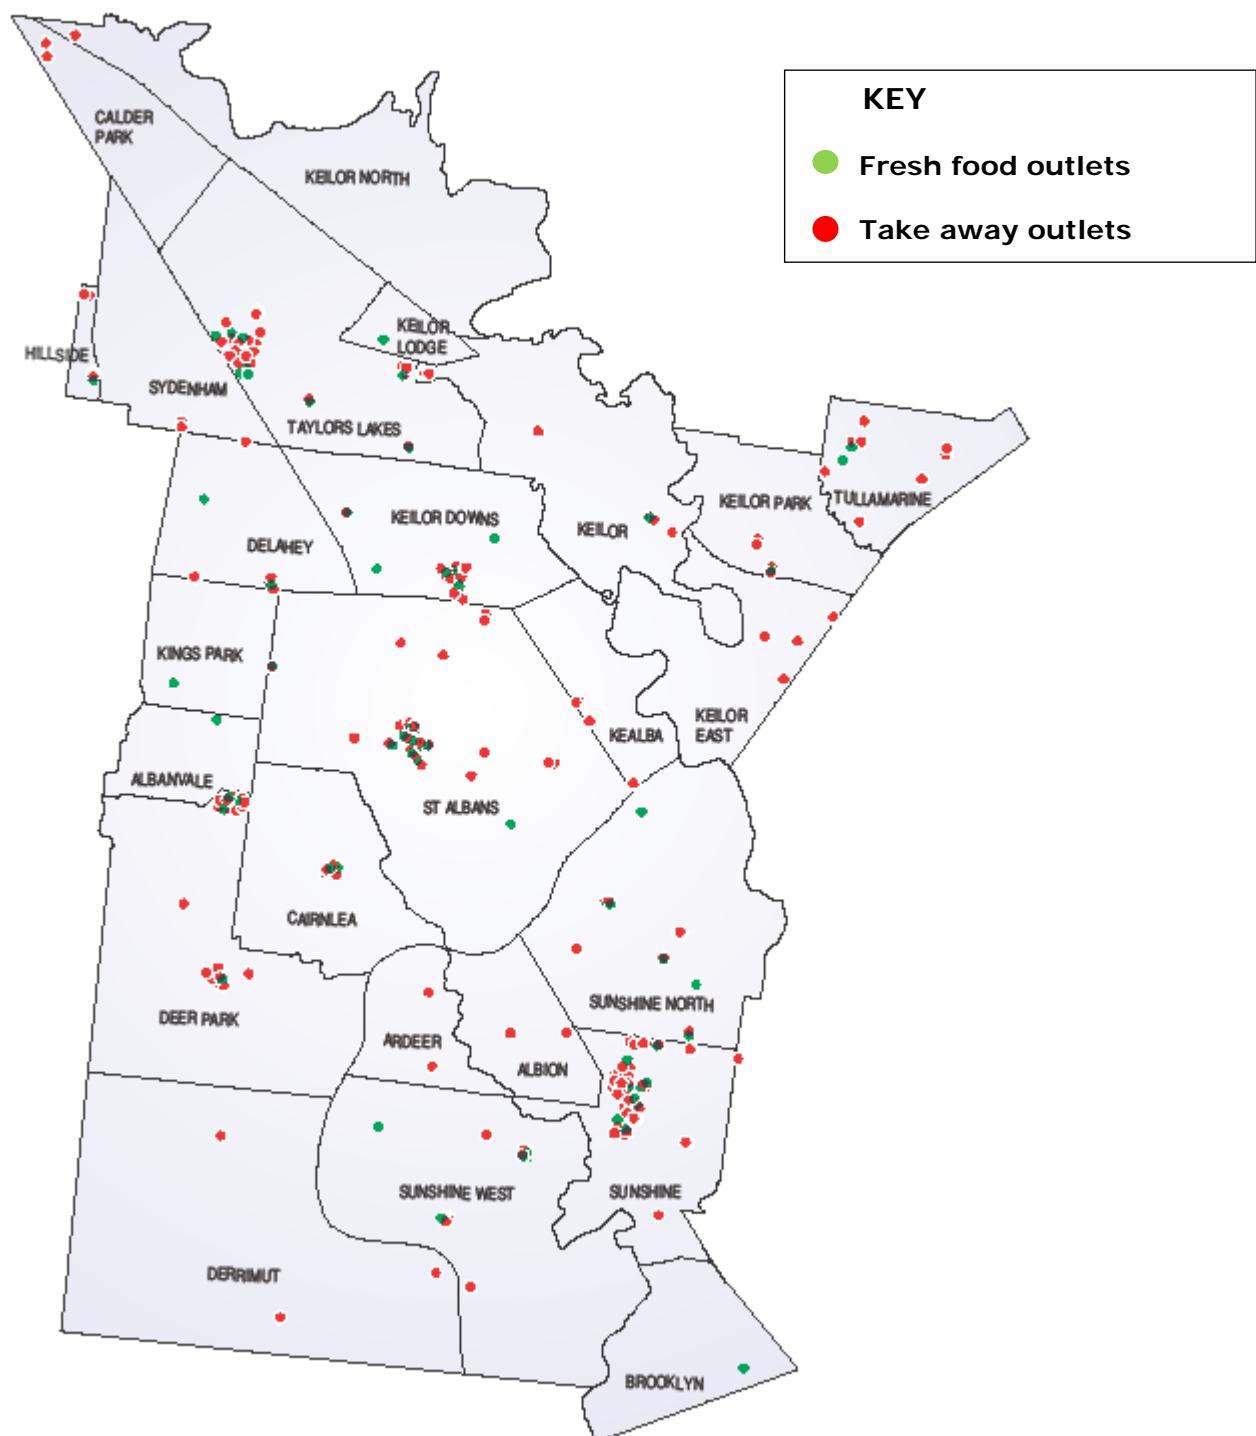 KEY
Fresh food outlets
Take away outlets
CALDER
PARK
KEILOR NORTH
KEILOR
LODGE
HILLSIDE
SYDENHAM
TAYLORS LAKES
TULLAMARINE
KEILOR PARK
KEILOR DOWNS
KEILOR
DELAHEY
KINGS PARK
KEILOR
EAST
KEALBA
ALBANVALE
ST ALBANS
CAIRNLEA
SUNSHINE NORTH
DEER PARK
ARDEER
ALBION
SUNSHINE WEST
SUNSHINE
DERRIMUT
BROOKLYN